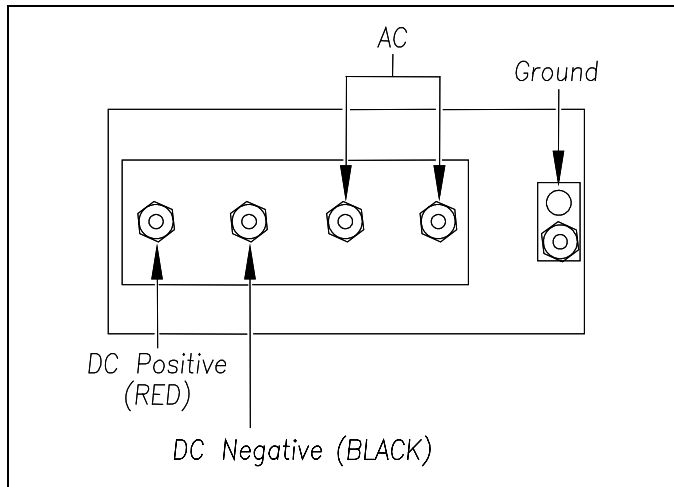 AC
Ground
DC Positive
(RED)
DC Negative (BLACK)